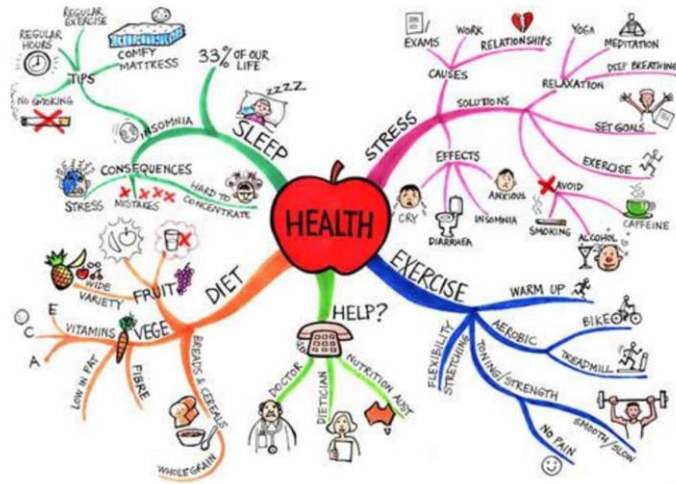 HEALTH
SLEEP
33% OF OUR
LIFE
ZZZZ
INSOMNIA
TIPS
REGULAR
EXERCISE
REGULAR
HOURS
COMFY
MATTRESS
NO SMOKING
CONSEQUENCES
STRESS
MISTAKES
HARD TO
CONCENTRATE
STRESS
CAUSES
EXAMS
WORK
RELATIONSHIPS
SOLUTIONS
RELAXATION
YOGA
MEDITATION
DEEP BREATHING
SET GOALS
EXERCISE
AVOID
SMOKING
ALCOHOL
CAFFEINE
EFFECTS
CRY
DIARRHEA
INSOMNIA
ANXIOUS
EXERCISE
WARM UP
AEROBIC
BIKE
TREADMILL
TONING/STRENGTH
SMOOTH/SLOW
NO PAIN
FLEXIBILITY
STRETCHING
HELP?
DOCTOR
DIETICIAN
NUTRITION AUST
DIET
FRUIT
WIDE
VARIETY
VEGE
VITAMINS
E
C
A
LOW IN FAT
FIBRE
BREADS & CEREALS
WHOLEGRAIN